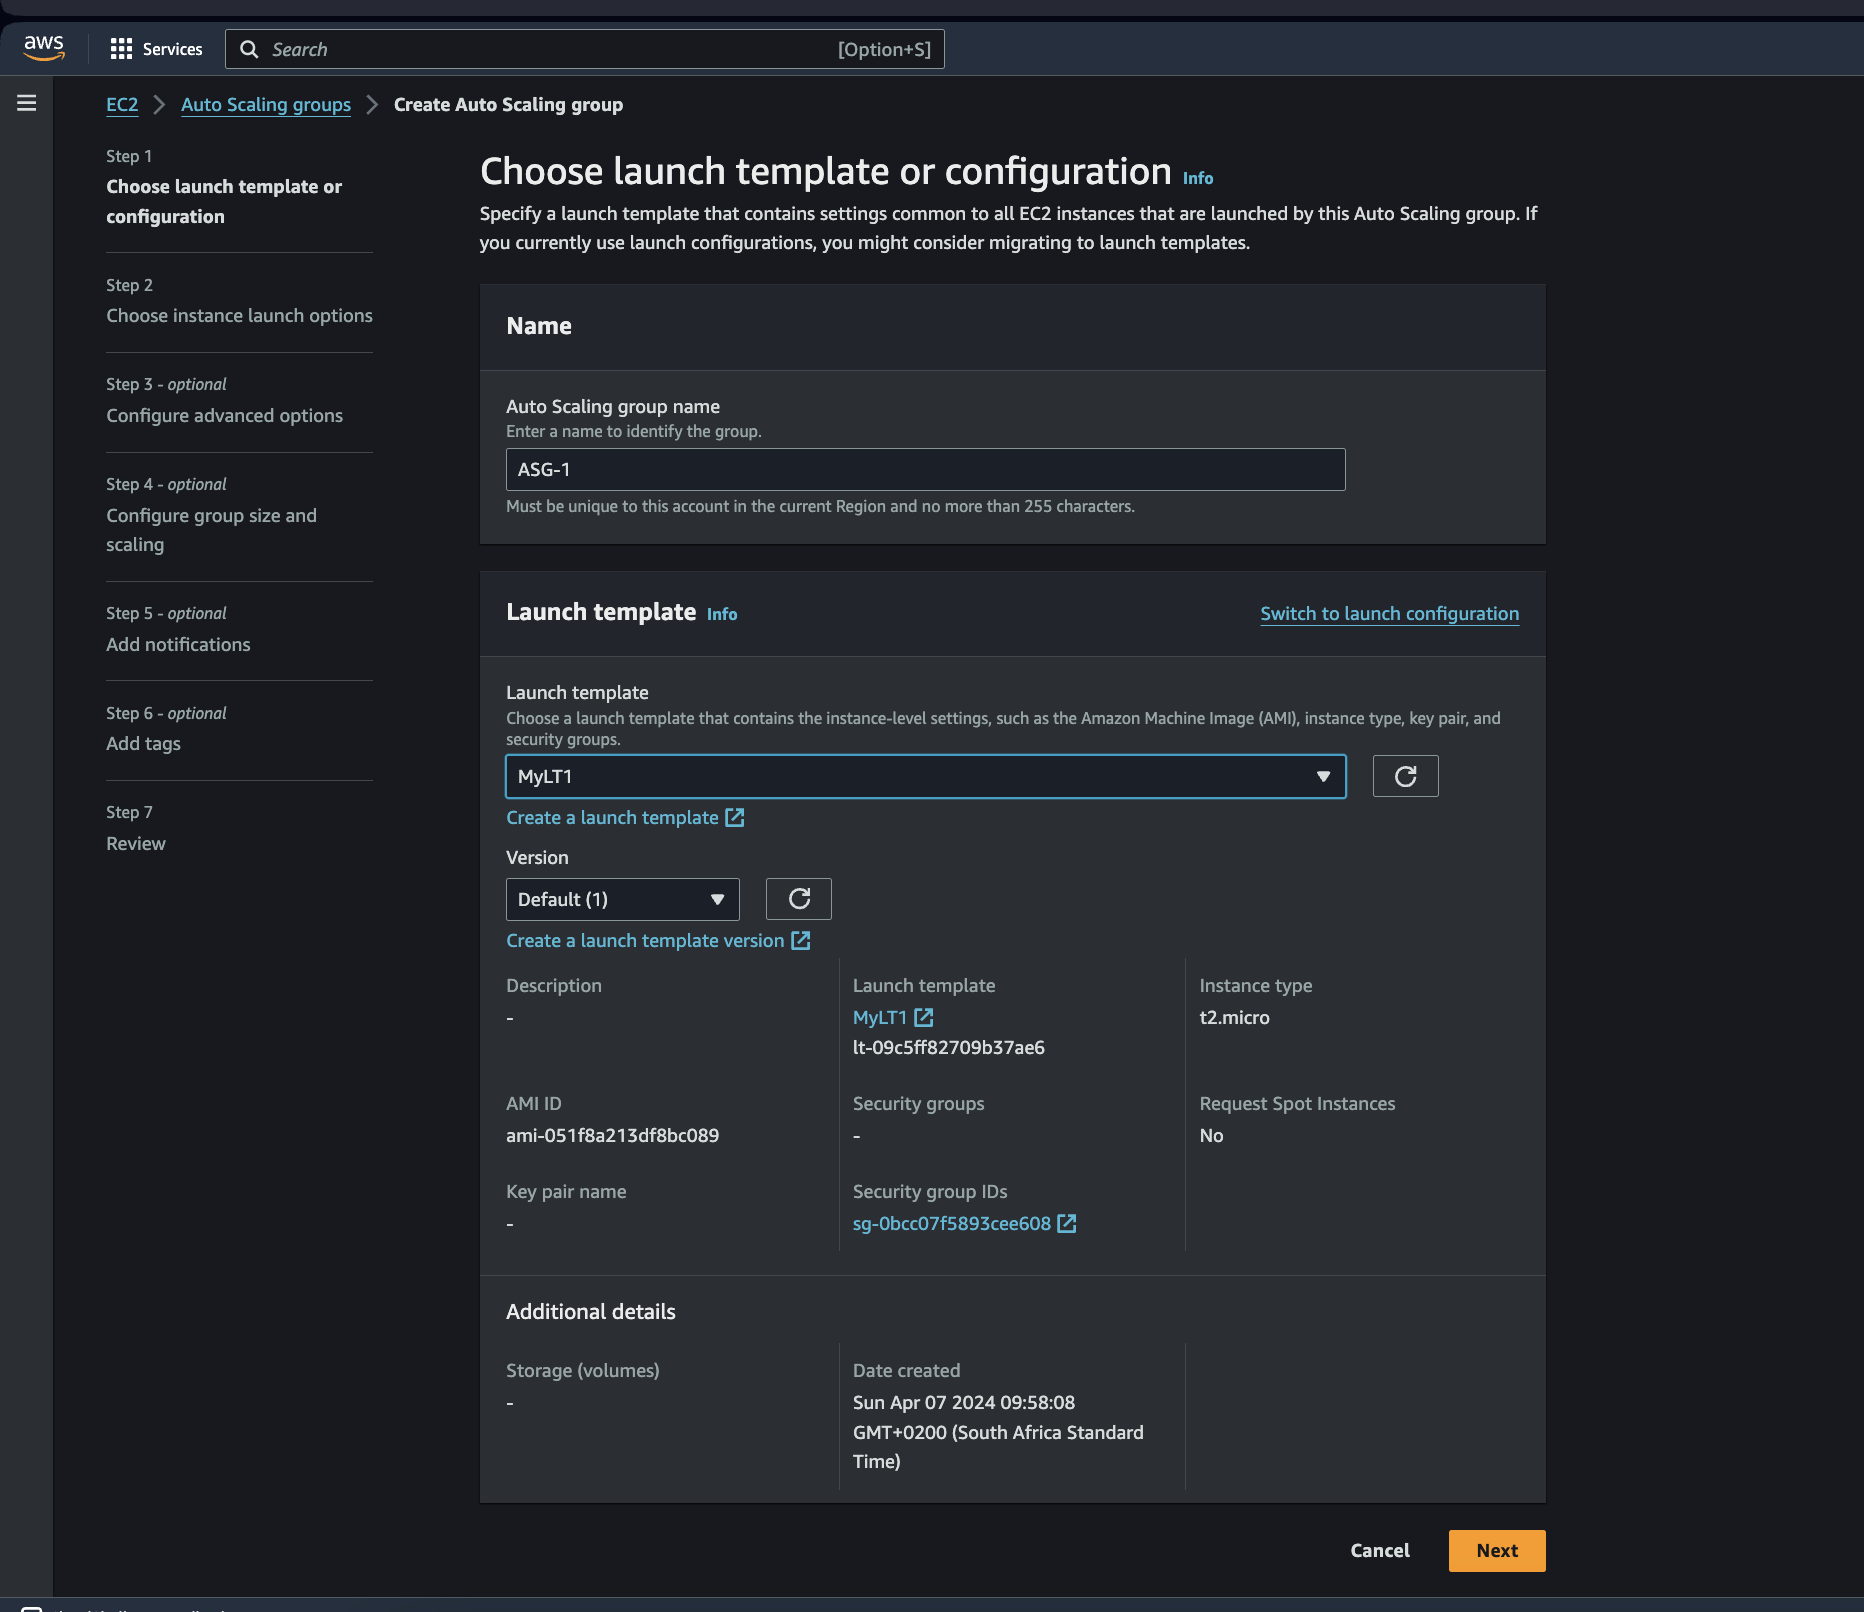 aws
Services
Search
[Option+S]
EC2
Auto Scaling groups
Create Auto Scaling group
Step 1
Choose launch template or
configuration
Step 2
Choose instance launch options
Step 3 - optional
Configure advanced options
Step 4 - optional
Configure group size and
scaling
Step 5 - optional
Add notifications
Step 6 - optional
Add tags
Step 7
Review
Choose launch template or configuration Info
Specify a launch template that contains settings common to all EC2 instances that are launched by this Auto Scaling group. If
you currently use launch configurations, you might consider migrating to launch templates.
Name
Auto Scaling group name
Enter a name to identify the group.
ASG-1
Must be unique to this account in the current Region and no more than 255 characters.
Launch template Info
Switch to launch configuration
Launch template
Choose a launch template that contains the instance-level settings, such as the Amazon Machine Image (AMI), instance type, key pair, and
security groups.
MyLT1
Create a launch template
Version
Default (1)
Create a launch template version
Description
-
Launch template
MyLT1
lt-09c5ff82709b37ae6
Instance type
t2.micro
AMI ID
ami-051f8a213df8bc089
Security groups
-
Request Spot Instances
No
Key pair name
-
Security group IDs
sg-0bcc07f5893cee608
Additional details
Storage (volumes)
-
Date created
Sun Apr 07 2024 09:58:08
GMT+0200 (South Africa Standard
Time)
Cancel
Next